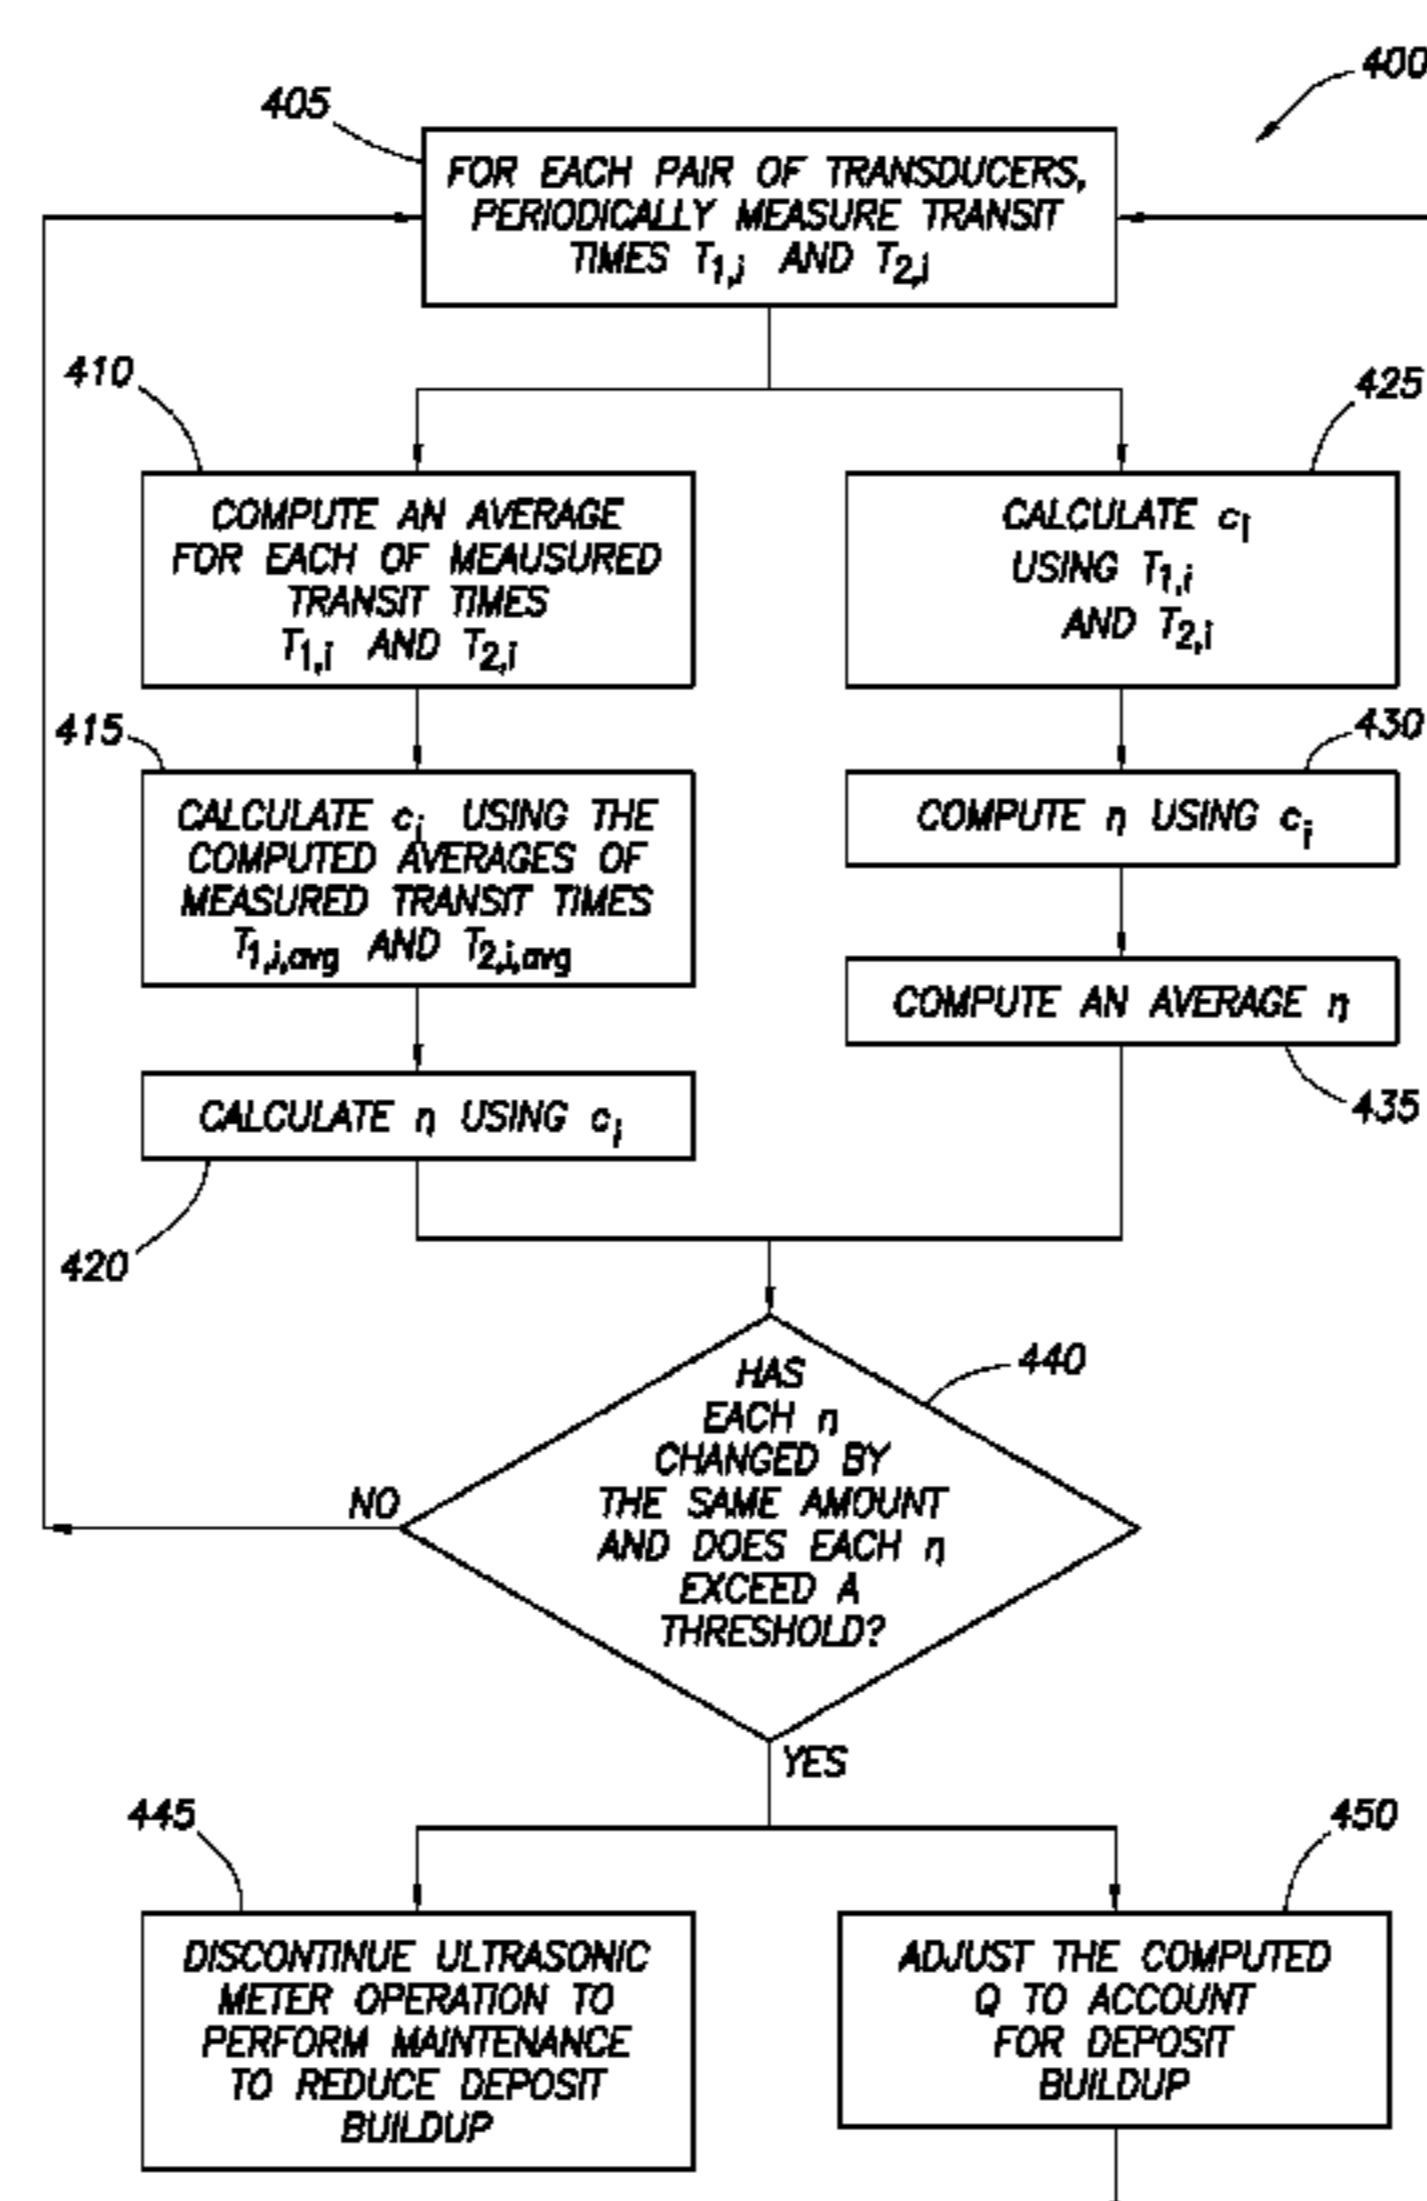 400
405
FOR EACH PAIR OF TRANSDUCERS,
PERIODICALLY MEASURE TRANSIT
TIMES T1,i AND T2,i
410
COMPUTE AN AVERAGE
FOR EACH OF MEAUSURED
TRANSIT TIMES
T1,i AND T2,i
425
CALCULATE ci
USING T1,i
AND T2,i
415
CALCULATE ci USING THE
COMPUTED AVERAGES OF
MEASURED TRANSIT TIMES
T1,i,avg AND T2,i,avg
430
COMPUTE η USING ci
COMPUTE AN AVERAGE η
435
CALCULATE η USING ci
420
HAS
EACH η
CHANGED BY
THE SAME AMOUNT
AND DOES EACH η
EXCEED A
THRESHOLD?
440
NO
YES
445
DISCONTINUE ULTRASONIC
METER OPERATION TO
PERFORM MAINTENANCE
TO REDUCE DEPOSIT
BUILDUP
450
ADJUST THE COMPUTED
Q TO ACCOUNT
FOR DEPOSIT
BUILDUP